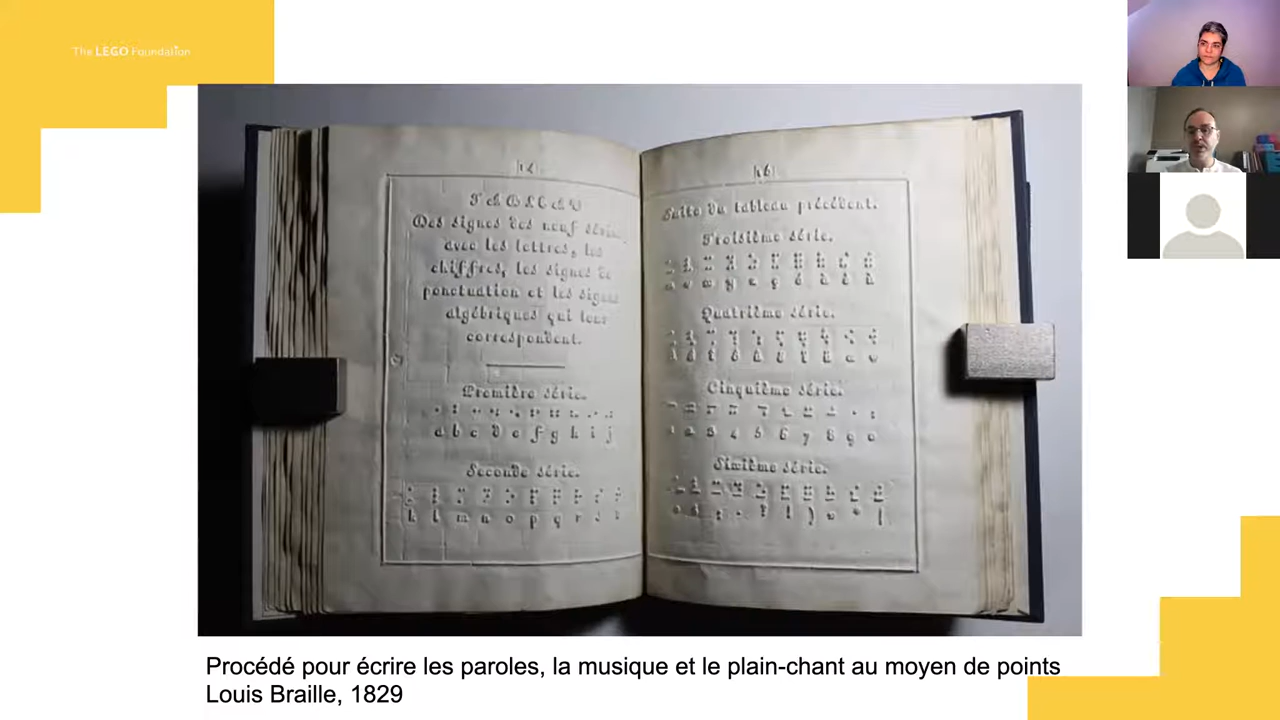 The LEGO Foundation
Des signes des neuf séries
avec les lettres, les
chiffres, les signes de
ponctuation et les signes
algébriques qui leur
correspondent.
Première série.
a b c d e f g h i j
Seconde série.
k l m n o p q r s t
16
Suite du tableau précédent.
Troisième série.
Quatrième série.
Cinquième série.
Sixième série.
Procédé pour écrire les paroles, la musique et le plain-chant au moyen de points
Louis Braille, 1829